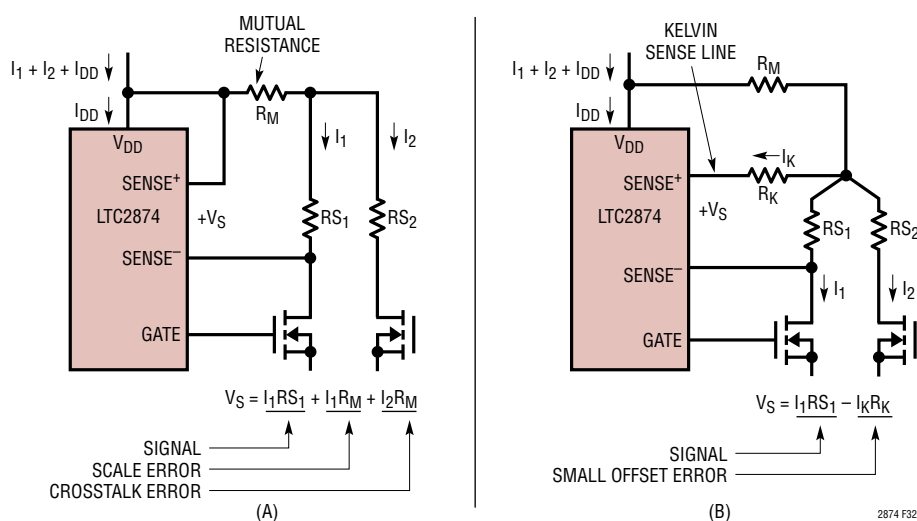 MUTUAL
RESISTANCE
I1 + I2 + IDD
IDD
RM
VDD
I1
I2
SENSE+
LTC2874
+VS
RS1
RS2
SENSE−
GATE
VS = I1RS1 + I1RM + I2RM
SIGNAL
SCALE ERROR
CROSSTALK ERROR
(A)
KELVIN
SENSE LINE
I1 + I2 + IDD
RM
IDD
VDD
IK
SENSE+
RK
LTC2874
+VS
RS1
RS2
SENSE−
I1
I2
GATE
VS = I1RS1 − IKRK
SIGNAL
SMALL OFFSET ERROR
(B)
2874 F32